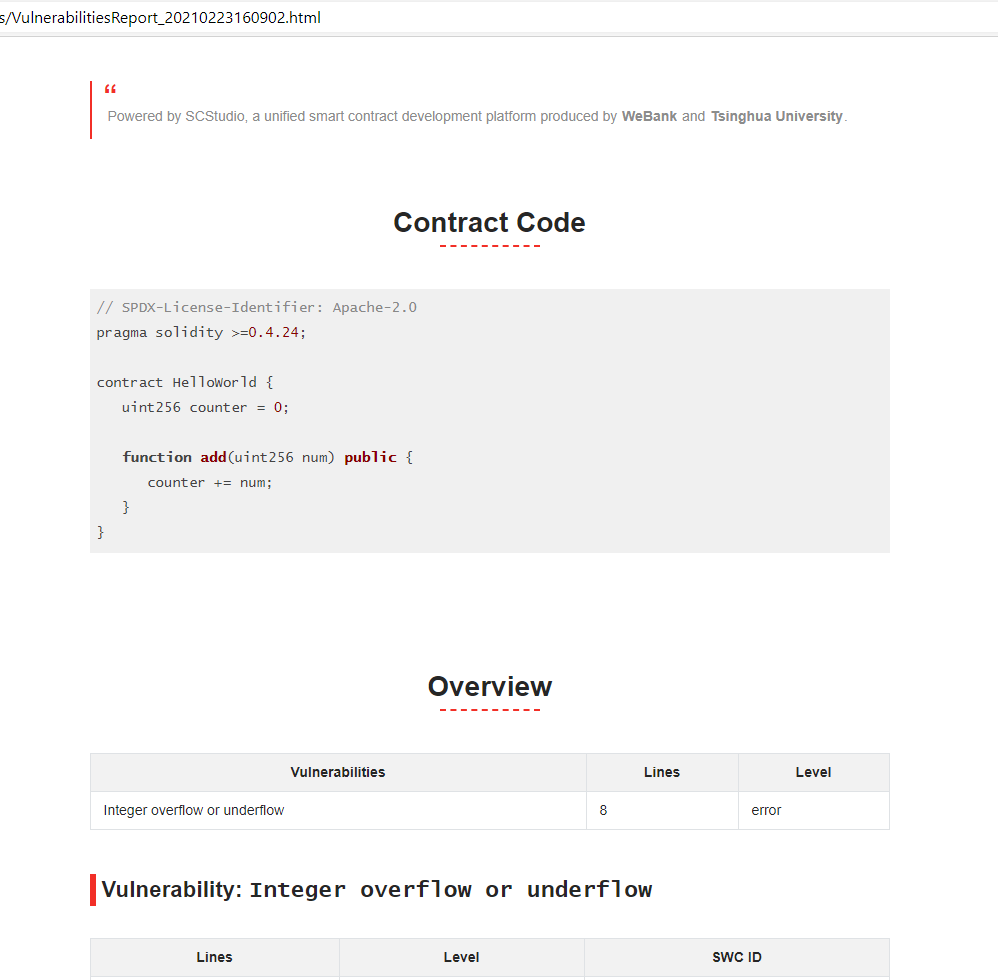 s/VulnerabilitiesReport_20210223160902.html
“
Powered by SCStudio, a unified smart contract development platform produced by WeBank and Tsinghua University.
Contract Code
// SPDX-License-Identifier: Apache-2.0
pragma solidity >=0.4.24;
contract HelloWorld {
uint256 counter = 0;
function add(uint256 num) public {
counter += num;
}
}
Overview
Vulnerabilities Lines Level
Integer overflow or underflow 8 error
Vulnerability: Integer overflow or underflow
Lines Level SWC ID